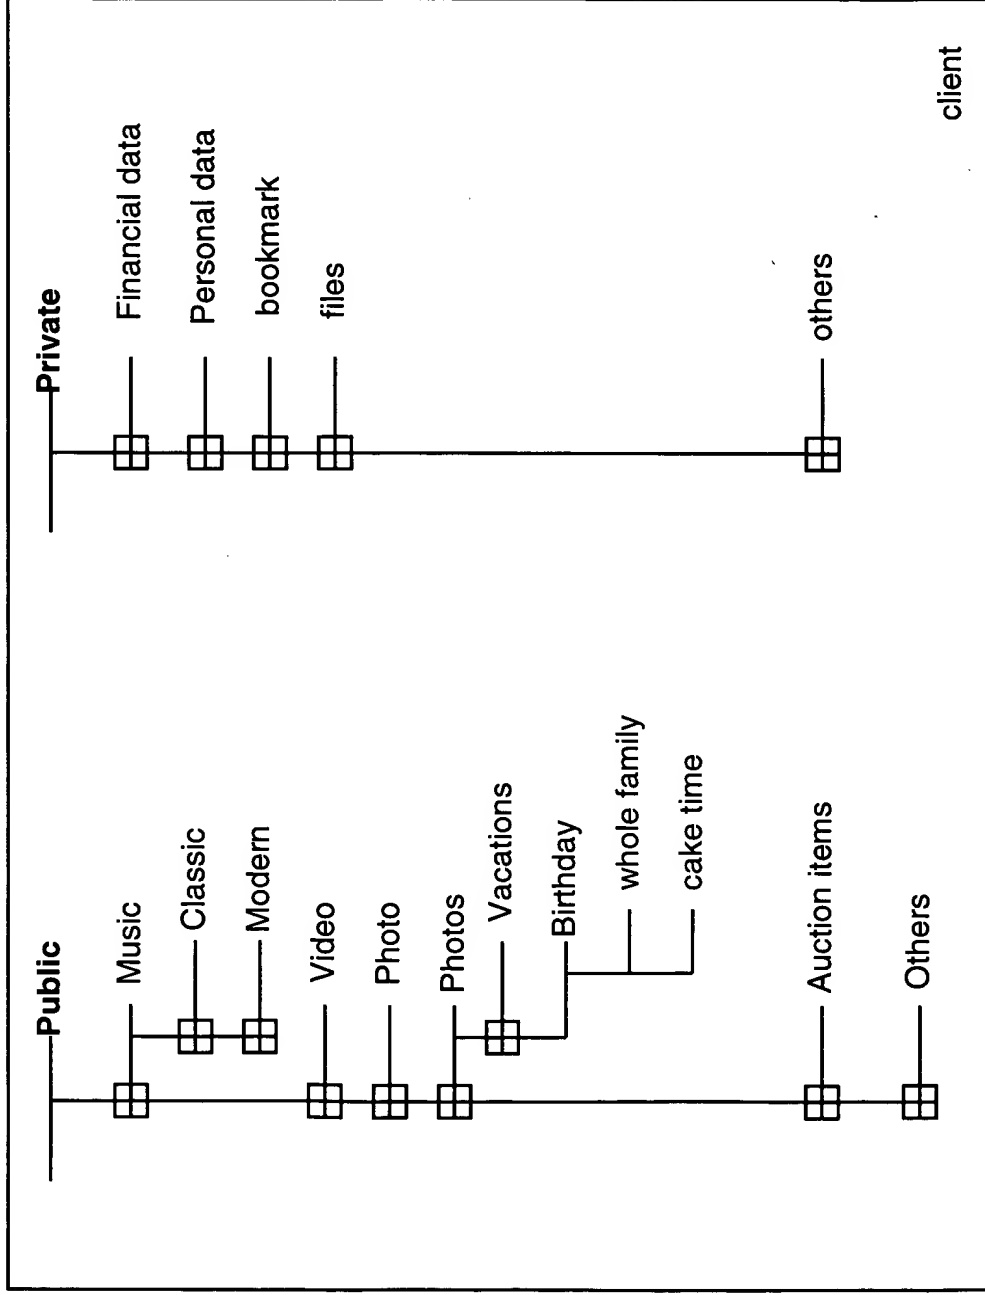 Public
Music
Classic
Modern
Video
Photo
Photos
Vacations
Birthday
whole family
cake time
Auction items
Others
Private
Financial data
Personal data
bookmark
files
others
client